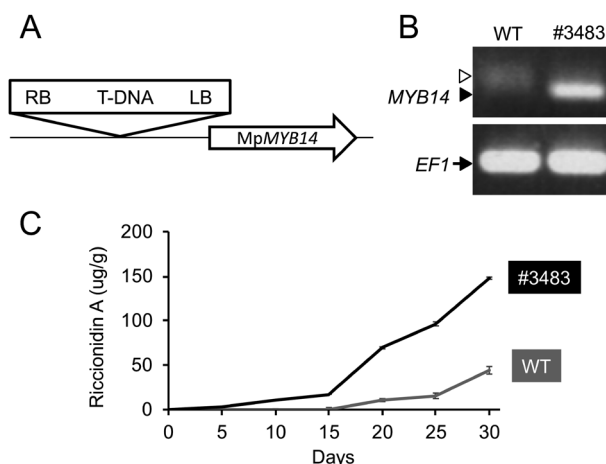 A
RB T-DNA LB
MpMYB14
B
WT #3483
MYB14
EF1
C
Riccionidin A (ug/g)
200
150
100
50
0
#3483
WT
0 5 10 15 20 25 30
Days